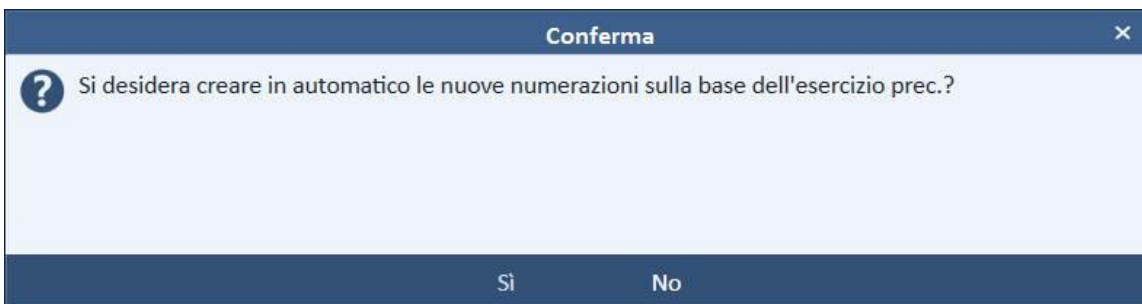 Conferma
Si desidera creare in automatico le nuove numerazioni sulla base dell'esercizio prec.?
Sì
No